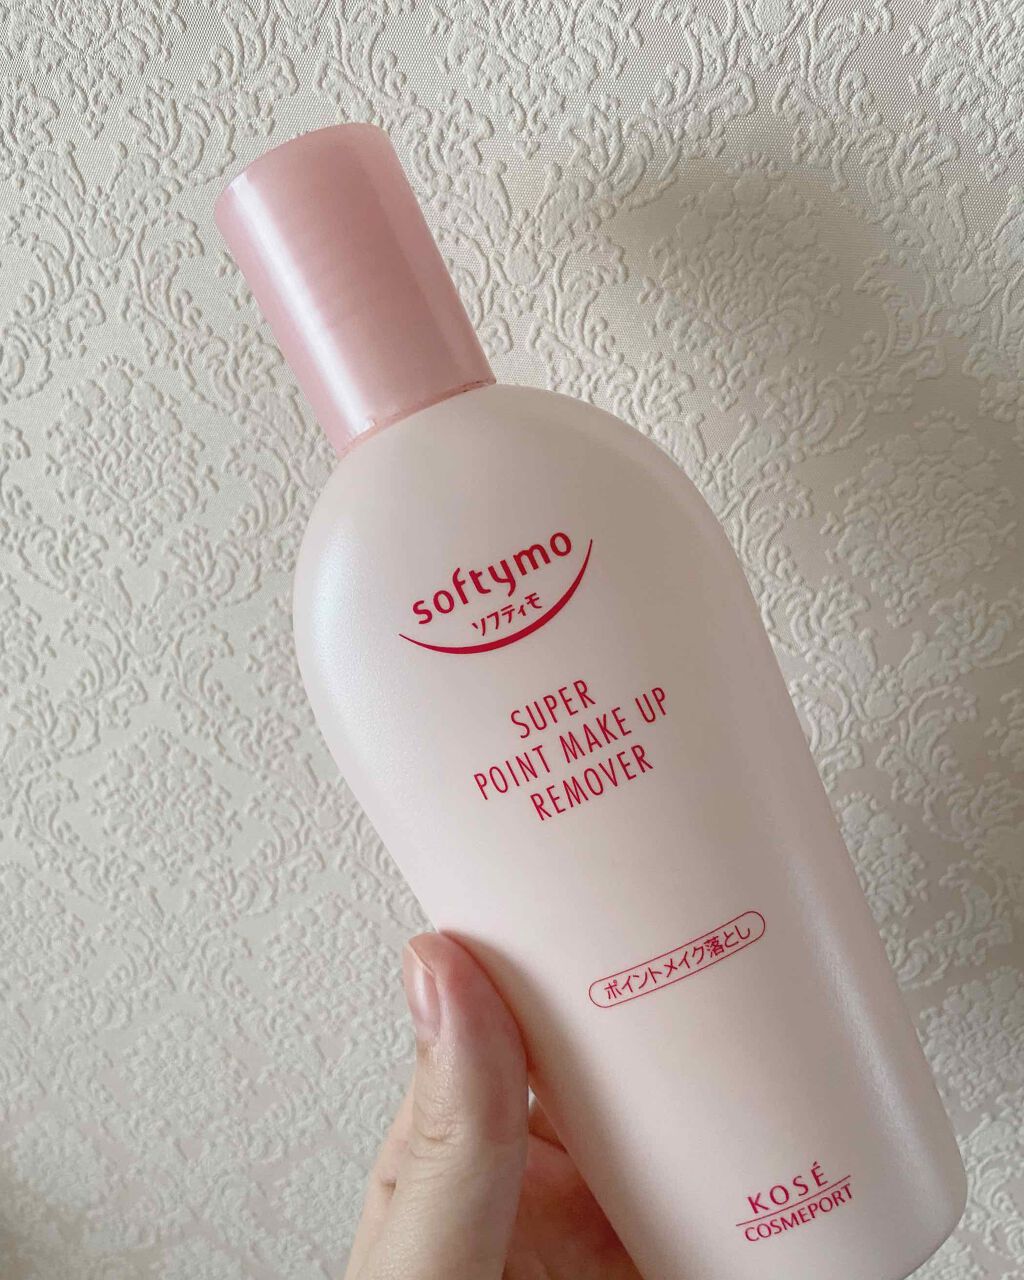 softymo
ソフティモ
SUPER
POINT MAKE UP
REMOVER
ポイントメイク落とし
KOSÉ
COSMEPORT